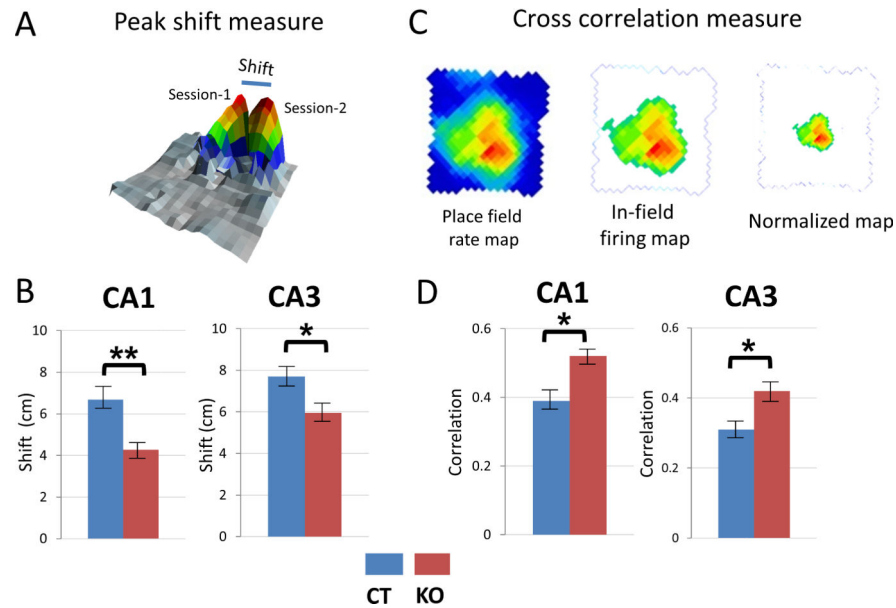 A
Peak shift measure
Shift
Session-1
Session-2
C
Cross correlation measure
Place field
rate map
In-field
firing map
Normalized map
B
CA1
10
8
6
4
2
0
Shift (cm)
**
CA3
10
8
6
4
2
0
Shift (cm)
*
D
CA1
0.6
0.4
0.2
0
Correlation
*
CA3
0.6
0.4
0.2
0
Correlation
*
CT
KO